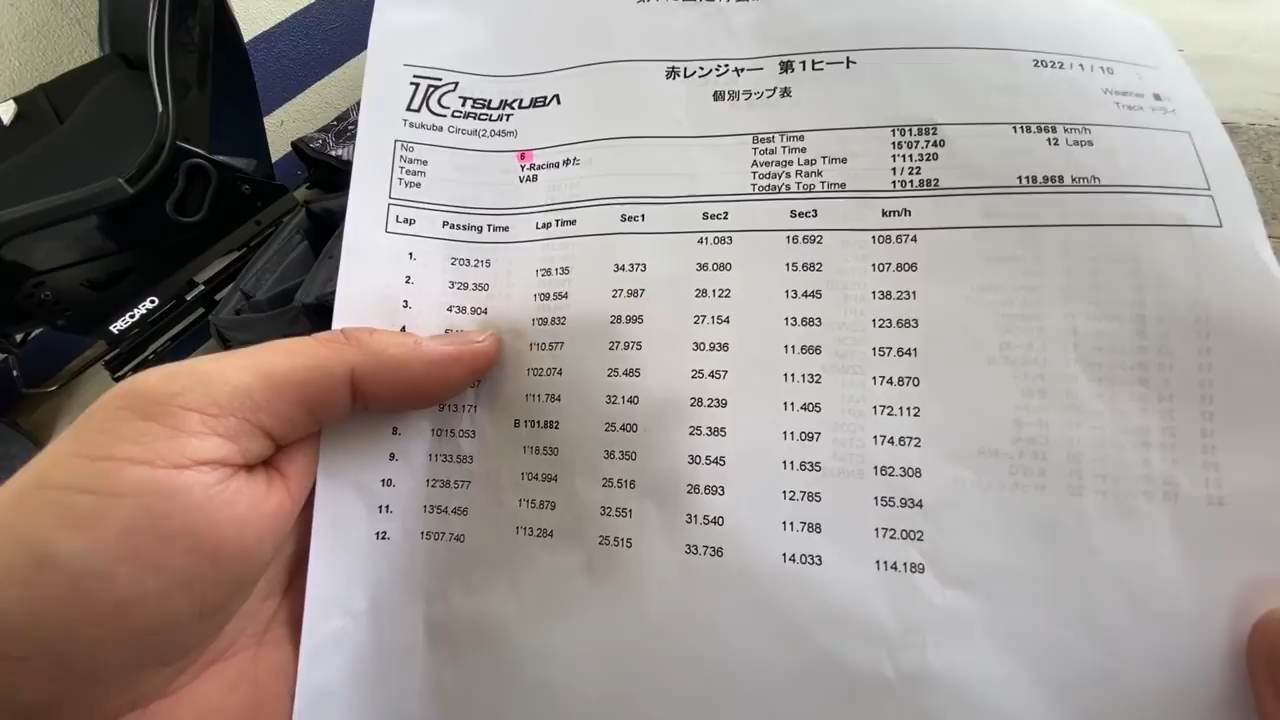 赤レンジャー 第1ヒート 2022/1/10
TC TSUKUBA CIRCUIT
個別ラップ表
Weather
Track ドライ
Tsukuba Circuit(2,045m)
No 6 Best Time 1'01.882 118.968 km/h
Name Y-Racing ゆた Total Time 15'07.740 12 Laps
Team VAB Average Lap Time 1'11.320
Type Today's Rank 1 / 22
Today's Top Time 1'01.882 118.968 km/h
Lap Passing Time Lap Time Sec1 Sec2 Sec3 km/h
1. 2'03.215 41.083 16.692 108.674
2. 3'29.350 1'26.135 34.373 36.080 15.682 107.806
3. 4'38.904 1'09.554 27.987 28.122 13.445 138.231
4. 1'09.832 28.995 27.154 13.683 123.683
1'10.577 27.975 30.936 11.666 157.641
1'02.074 25.485 25.457 11.132 174.870
9'13.171 1'11.784 32.140 28.239 11.405 172.112
8. 10'15.053 B 1'01.882 25.400 25.385 11.097 174.672
9. 11'33.583 1'18.530 36.350 30.545 11.635 162.308
10. 12'38.577 1'04.994 25.516 26.693 12.785 155.934
11. 13'54.456 1'15.879 32.551 31.540 11.788 172.002
12. 15'07.740 1'13.284 25.515 33.736 14.033 114.189
RECARO